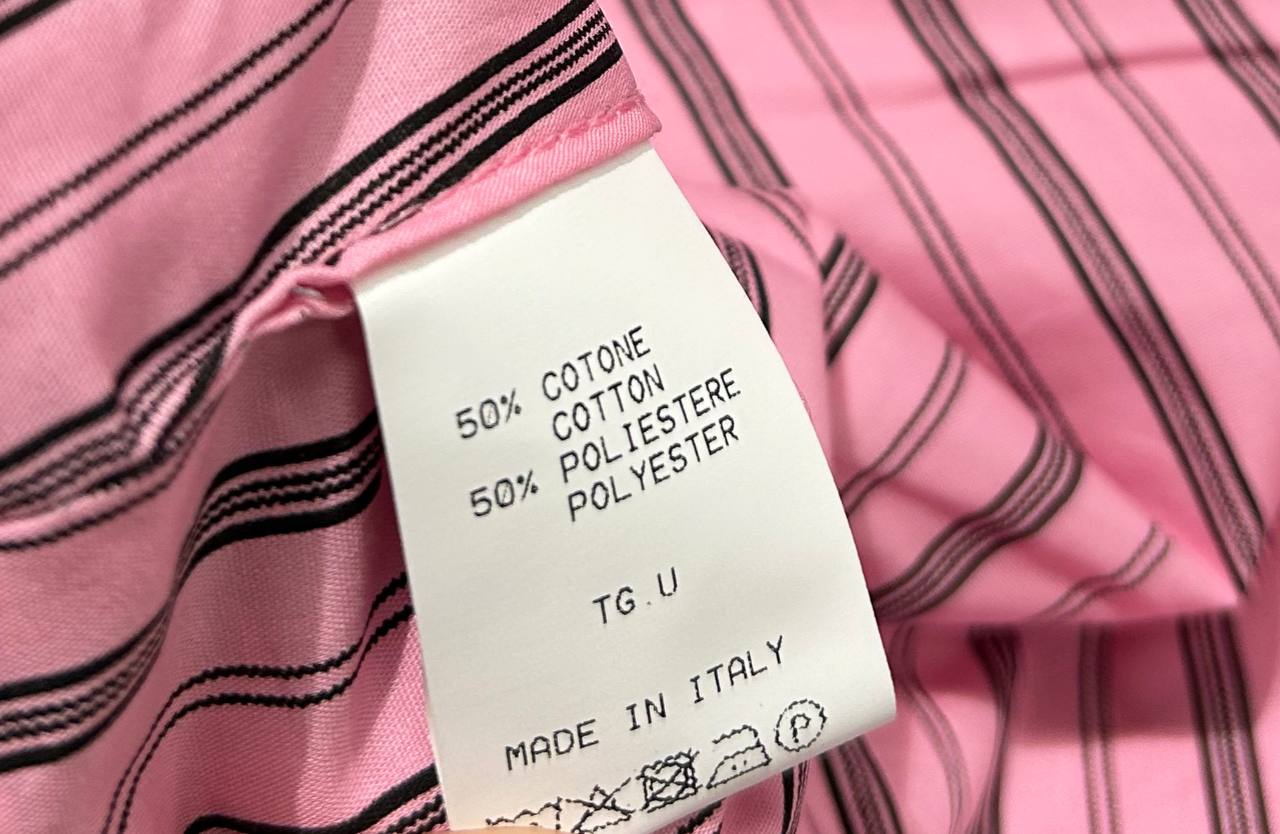 50% COTONE
COTTON
50% POLIESTERE
POLYESTER
TG.U
MADE IN ITALY
P